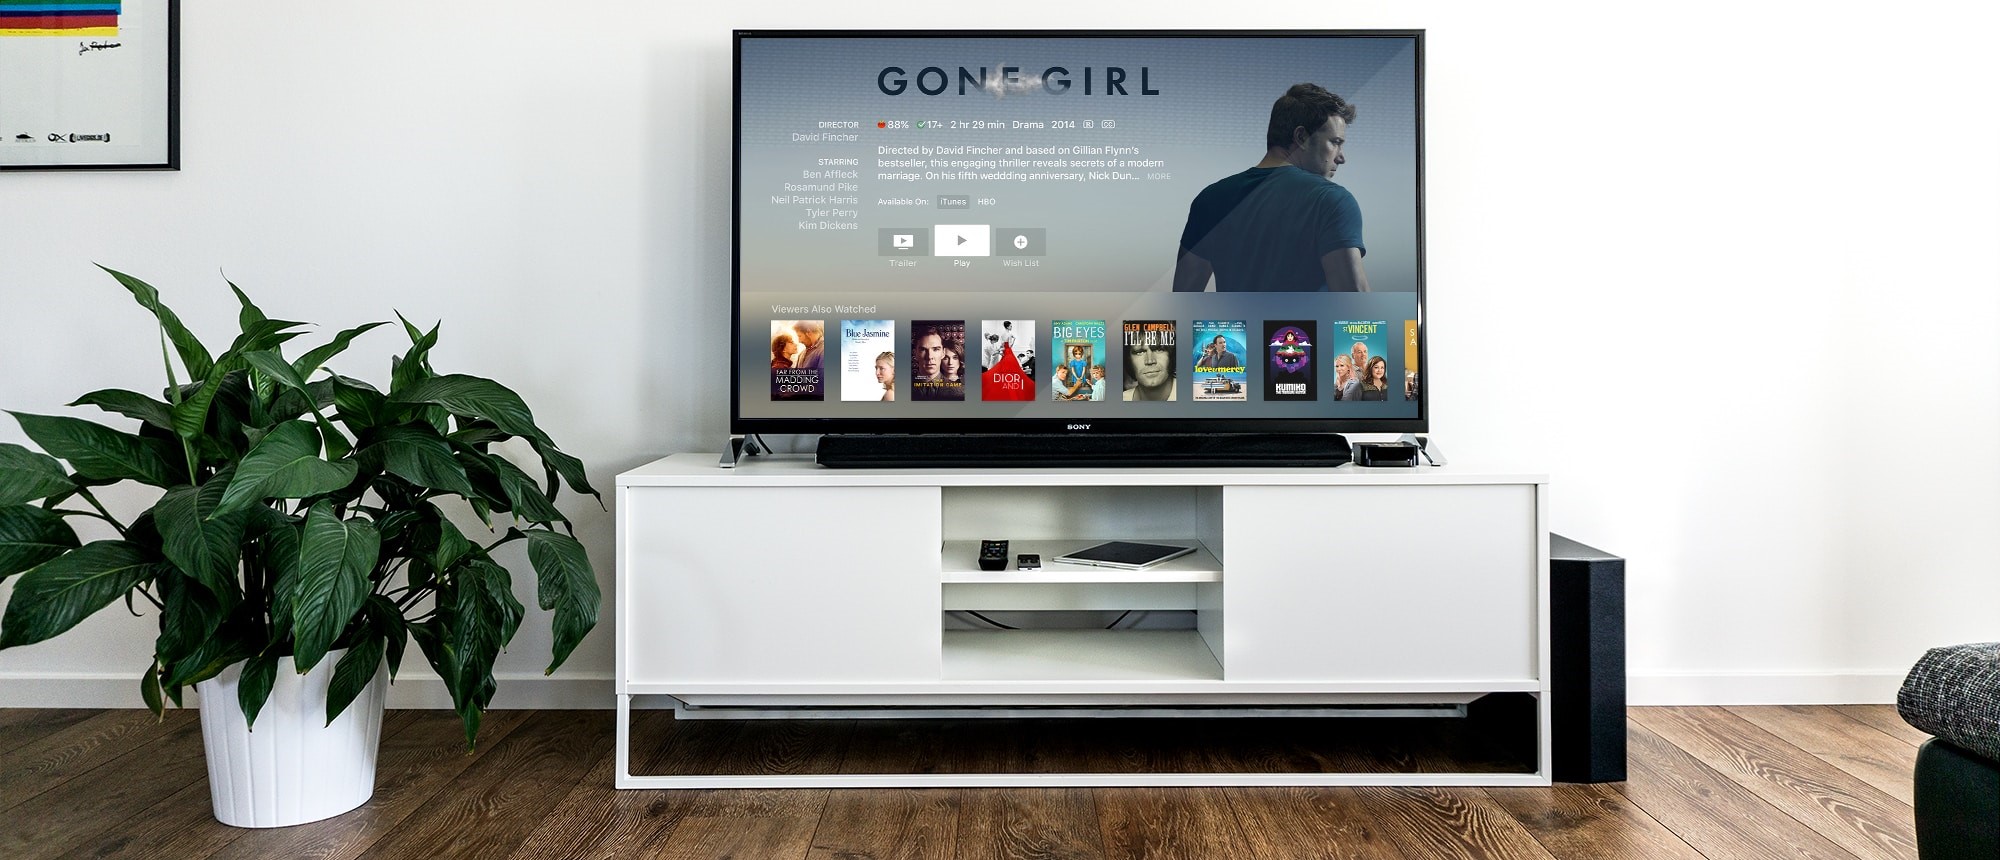 GONE GIRL
DIRECTOR
David Fincher
STARRING
Ben Affleck
Rosamund Pike
Neil Patrick Harris
Tyler Perry
Kim Dickens
88% 17+ 2 hr 29 min Drama 2014 R CC
Directed by David Fincher and based on Gillian Flynn's
bestseller, this engaging thriller reveals secrets of a modern
marriage. On his fifth weddding anniversary, Nick Dun... MORE
Available On: iTunes HBO
Trailer Play Wish List
Viewers Also Watched
FAR FROM THE
MADDING
CROWD
Blue Jasmine
IMITATION GAME
DIOR
AND I
BIG EYES
GLEN CAMPBELL
I'LL BE ME
love & mercy
KUMIKO
ST. VINCENT
S
A
SONY